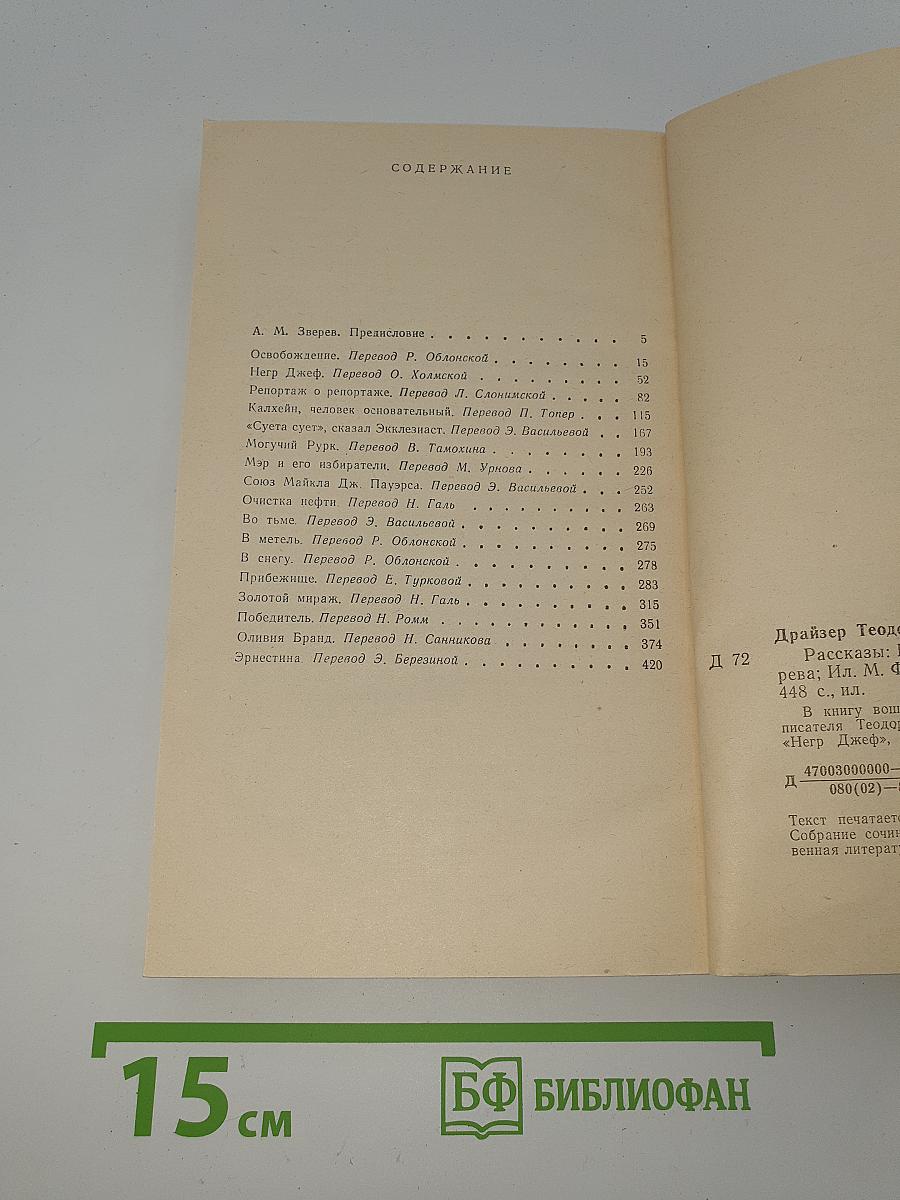 СОДЕРЖАНИЕ
А. М. Зверев. Предисловие . . . . . . . . . . . 5
Освобождение. Перевод Р. Облонской . . . . . . . 15
Негр Джеф. Перевод О. Холмской . . . . . . . . 52
Репортаж о репортаже. Перевод Л. Слонимской . . . . . 82
Калхейн, человек основательный. Перевод П. Топер . . . 115
«Суета сует», сказал Экклезиаст. Перевод Э. Васильевой . . 167
Могучий Рурк. Перевод В. Тамохина . . . . . . . . 193
Мэр и его избиратели. Перевод М. Урнова . . . . . . 226
Союз Майкла Дж. Пауэрса. Перевод Э. Васильевой . . . 252
Очистка нефти. Перевод Н. Галь . . . . . . . . . 263
Во тьме. Перевод Э. Васильевой . . . . . . . . . 269
В метель. Перевод Р. Облонской . . . . . . . . . 275
В снегу. Перевод Р. Облонской . . . . . . . . . 278
Прибежище. Перевод Е. Турковой . . . . . . . . . 283
Золотой мираж. Перевод Н. Галь . . . . . . . . . 315
Победитель. Перевод Н. Ромм . . . . . . . . . . 351
Оливия Бранд. Перевод Н. Санникова . . . . . . . 374
Эрнестина. Перевод Э. Березиной . . . . . . . . . 420
Драйзер Теоде
Д 72
Рассказы:
рева; Ил. М. Ф
448 с., ил.
В книгу вош
писателя Теодор
«Негр Джеф»,
Д 47003000000—
080(02)—
Текст печатаетс
Собрание сочин
венная литерат
15 см
БФ БИБЛИОФАН